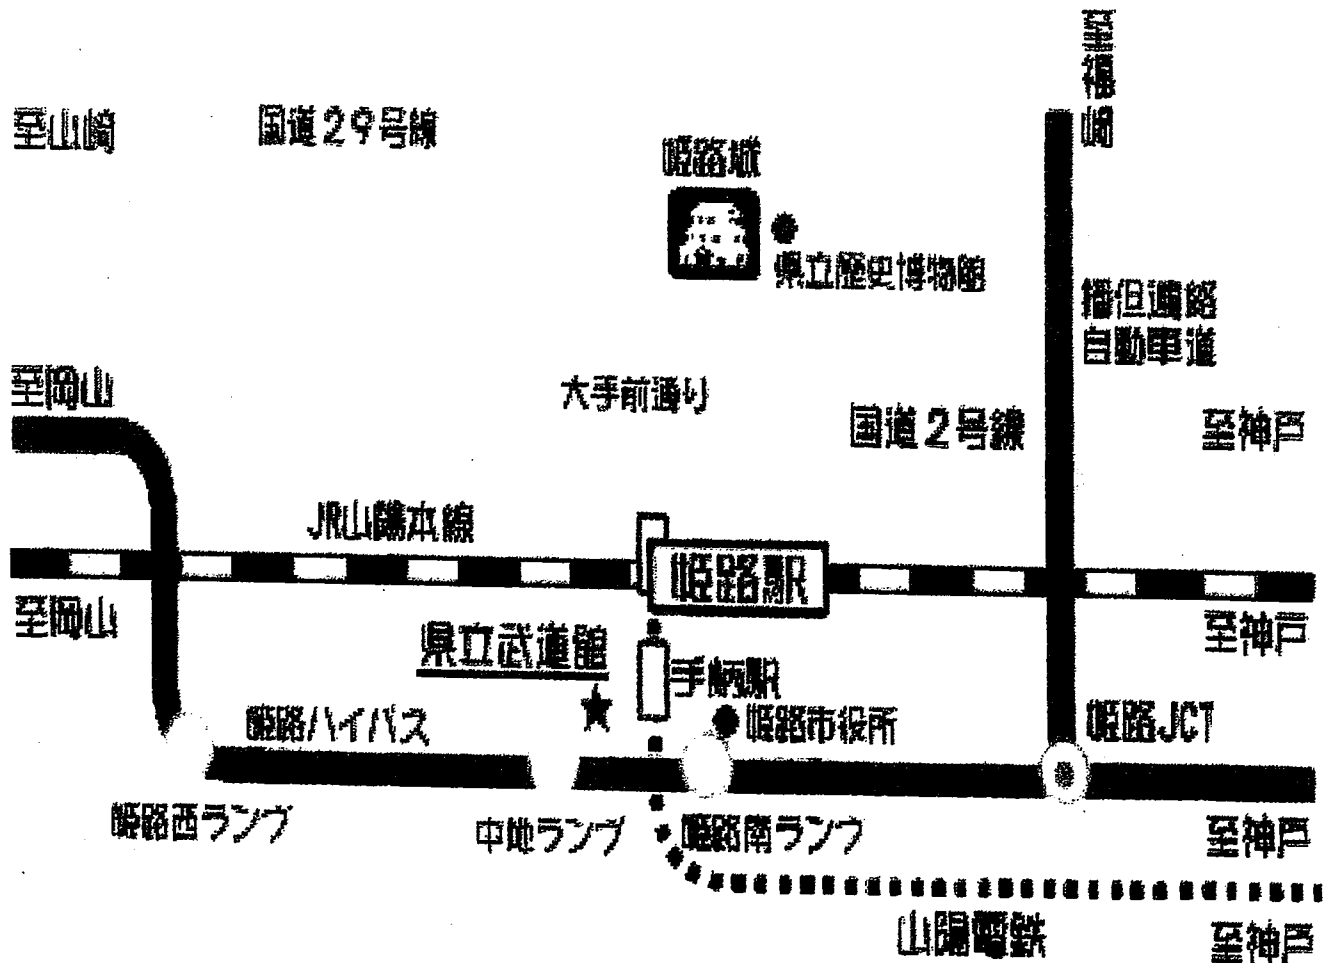 至福崎
至山崎
国道29号線
姫路城
県立歴史博物館
播但連絡
自動車道
至岡山
大手前通り
国道2号線
至神戸
JR山陽本線
姫路駅
至岡山
至神戸
県立武道館
手柄駅
姫路バイパス
姫路市役所
姫路JCT
姫路西ランプ
中地ランプ
姫路南ランプ
至神戸
山陽電鉄
至神戸